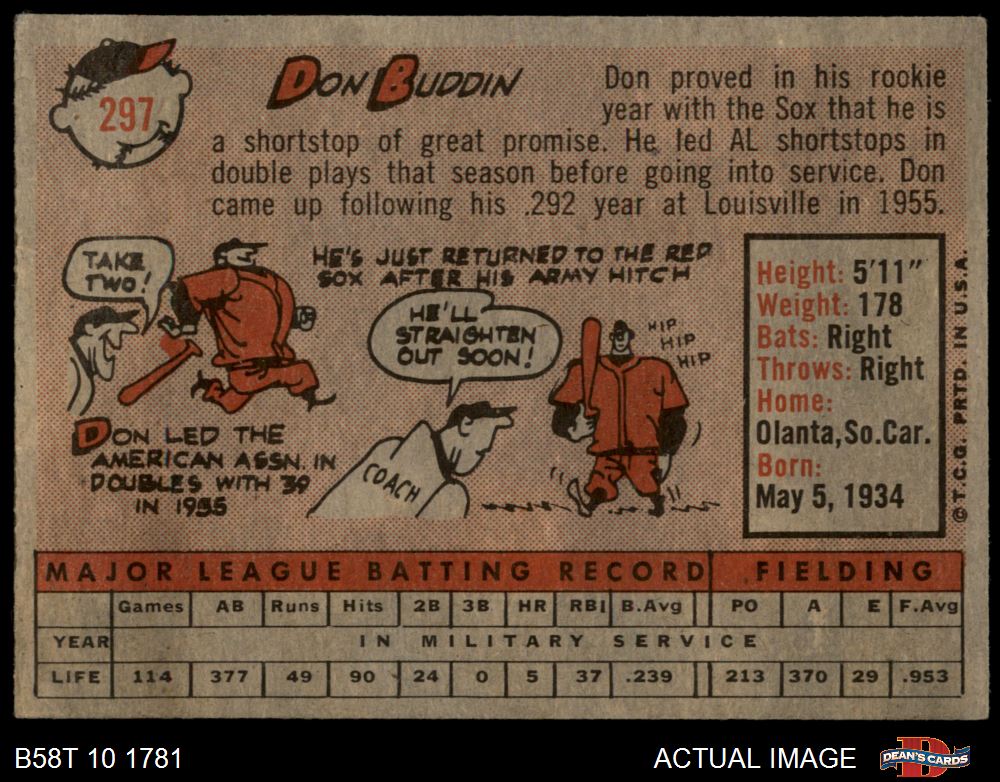 297
DON BUDDIN
Don proved in his rookie
year with the Sox that he is
a shortstop of great promise. He led AL shortstops in
double plays that season before going into service. Don
came up following his .292 year at Louisville in 1955.
TAKE
TWO!
HE'S JUST RETURNED TO THE RED
SOX AFTER HIS ARMY HITCH
HE'LL
STRAIGHTEN
OUT SOON!
HIP
HIP
HIP
DON LED THE
AMERICAN ASSN. IN
DOUBLES WITH 39
IN 1955
COACH
Height: 5'11"
Weight: 178
Bats: Right
Throws: Right
Home:
Olanta, So.Car.
Born:
May 5, 1934
©T.C.G. PRTD. IN U.S.A.
MAJOR LEAGUE BATTING RECORD FIELDING
Games AB Runs Hits 2B 3B HR RBI B.Avg PO A E F.Avg
YEAR IN MILITARY SERVICE
LIFE 114 377 49 90 24 0 5 37 .239 213 370 29 .953
B58T 10 1781 ACTUAL IMAGE DEAN'S CARDS